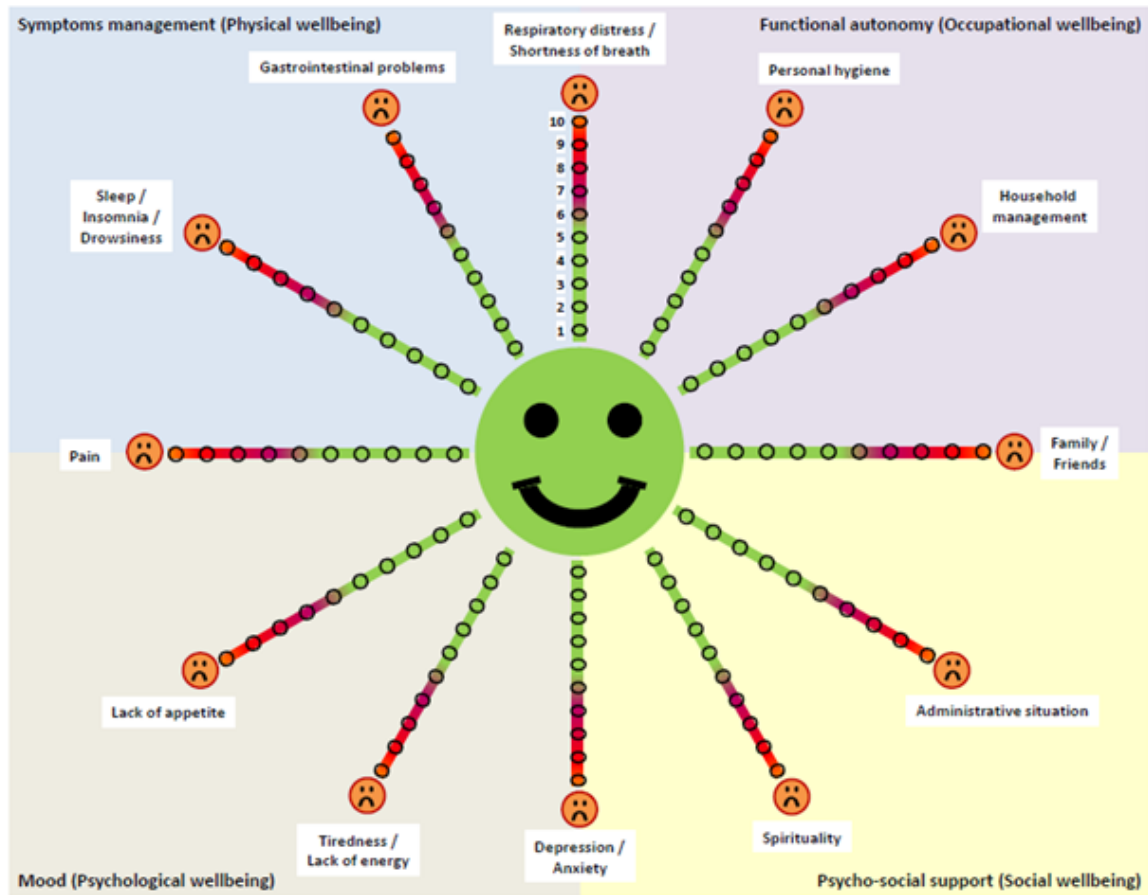 Symptoms management (Physical wellbeing)
Functional autonomy (Occupational wellbeing)
Respiratory distress /
Shortness of breath
Gastrointestinal problems
Personal hygiene
10
9
8
7
6
5
4
3
2
1
Sleep /
Insomnia /
Drowsiness
Household
management
Pain
Family /
Friends
Lack of appetite
Administrative situation
Tiredness /
Lack of energy
Depression /
Anxiety
Spirituality
Mood (Psychological wellbeing)
Psycho-social support (Social wellbeing)